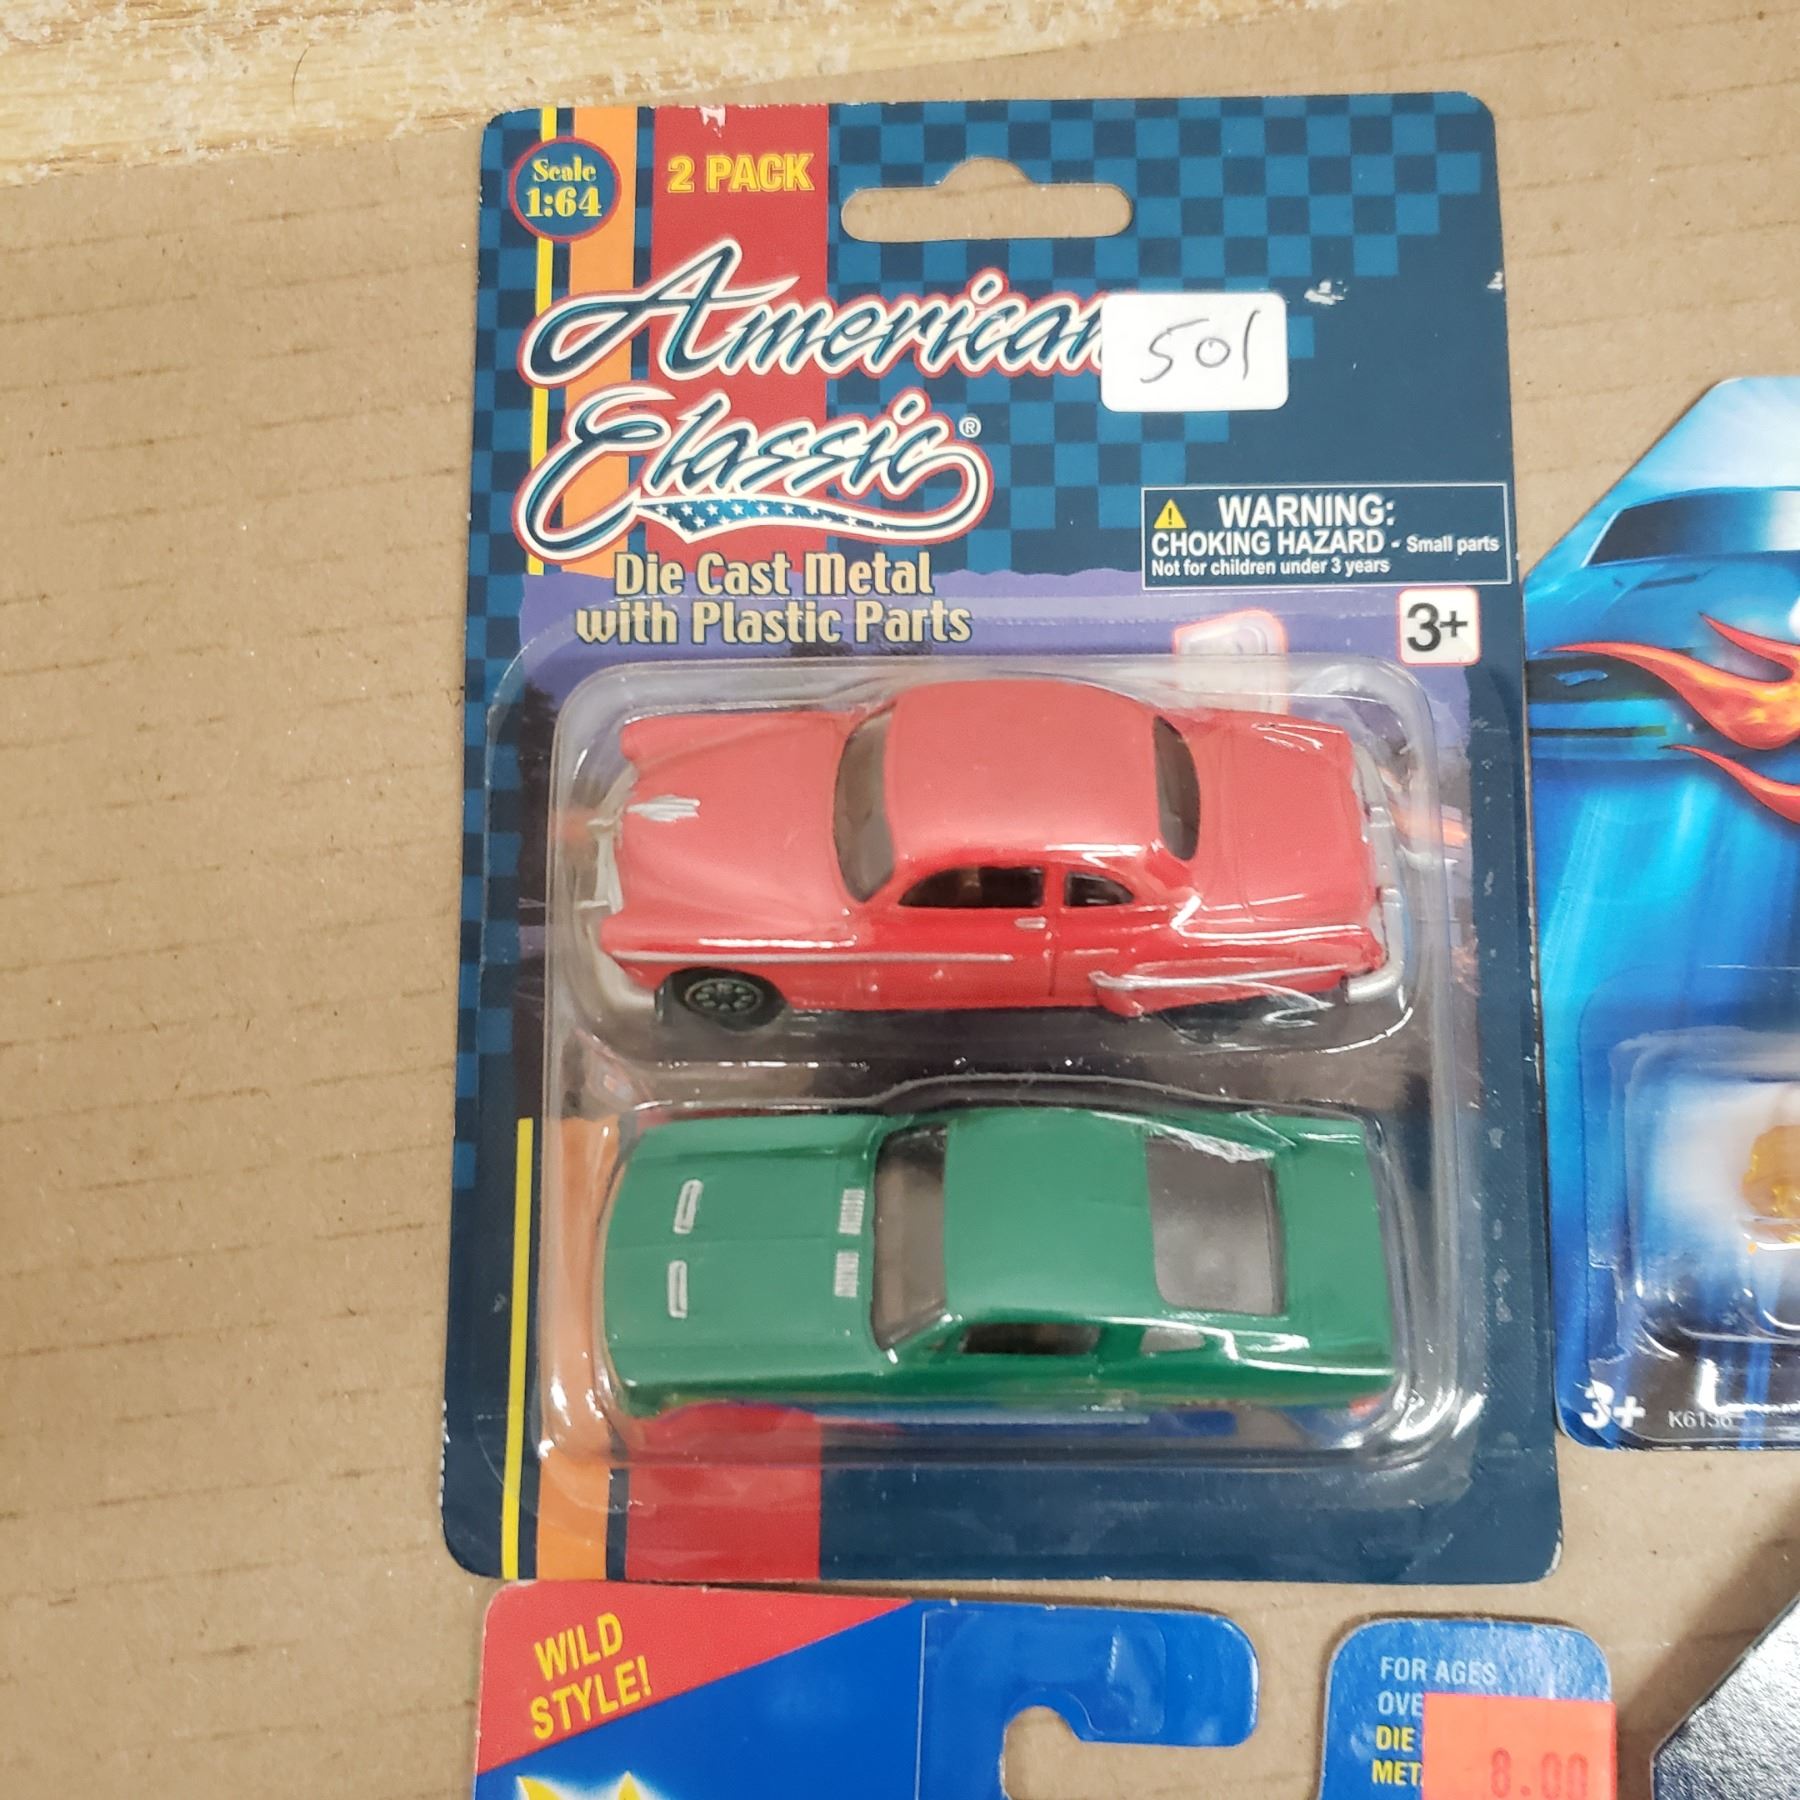 Scale
1:64
2 PACK
American
Classic®
501
Die Cast Metal
with Plastic Parts
WARNING:
CHOKING HAZARD - Small parts
Not for children under 3 years
3+
3+
WILD
STYLE!
FOR AGES
DIE
8.00